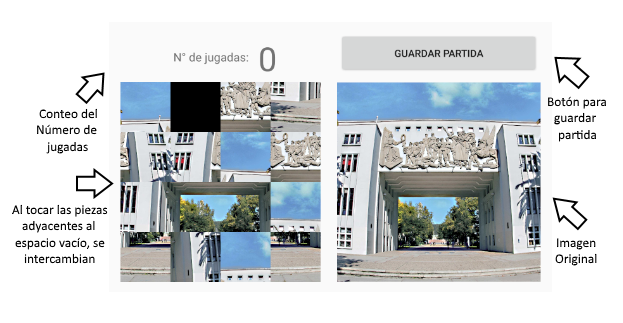 N° de jugadas: 0
GUARDAR PARTIDA
Conteo del
Número de
jugadas
Botón para
guardar
partida
Al tocar las piezas
adyacentes al
espacio vacío, se
intercambian
Imagen
Original